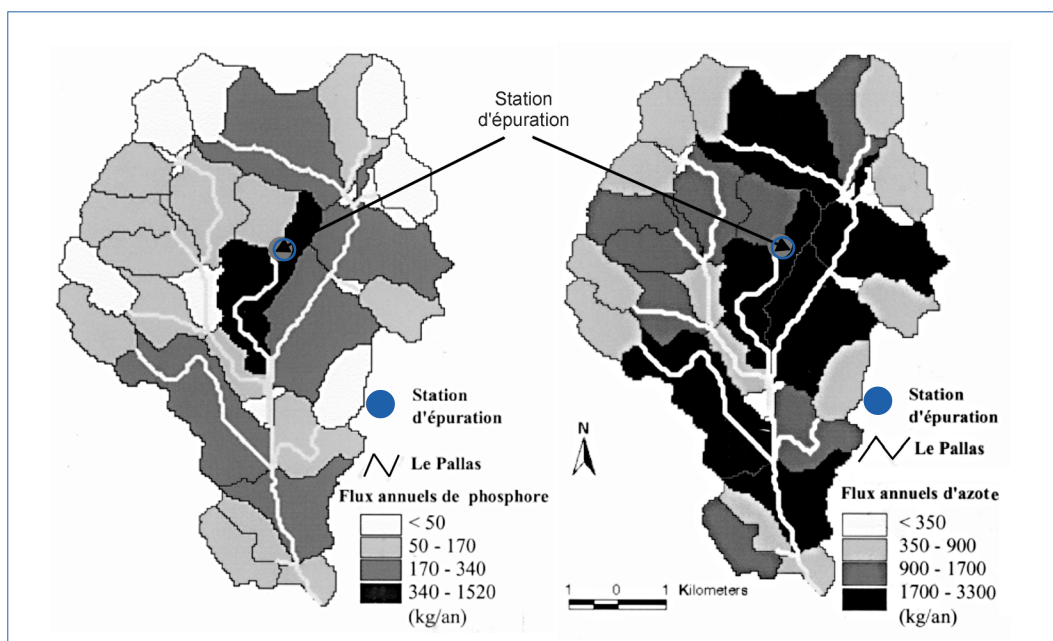 Station
d'épuration
Station
d'épuration
Le Pallas
Flux annuels de phosphore
< 50
50 - 170
170 - 340
340 - 1520
(kg/an)
N
1 0 1 Kilometers
Station
d'épuration
Le Pallas
Flux annuels d'azote
< 350
350 - 900
900 - 1700
1700 - 3300
(kg/an)